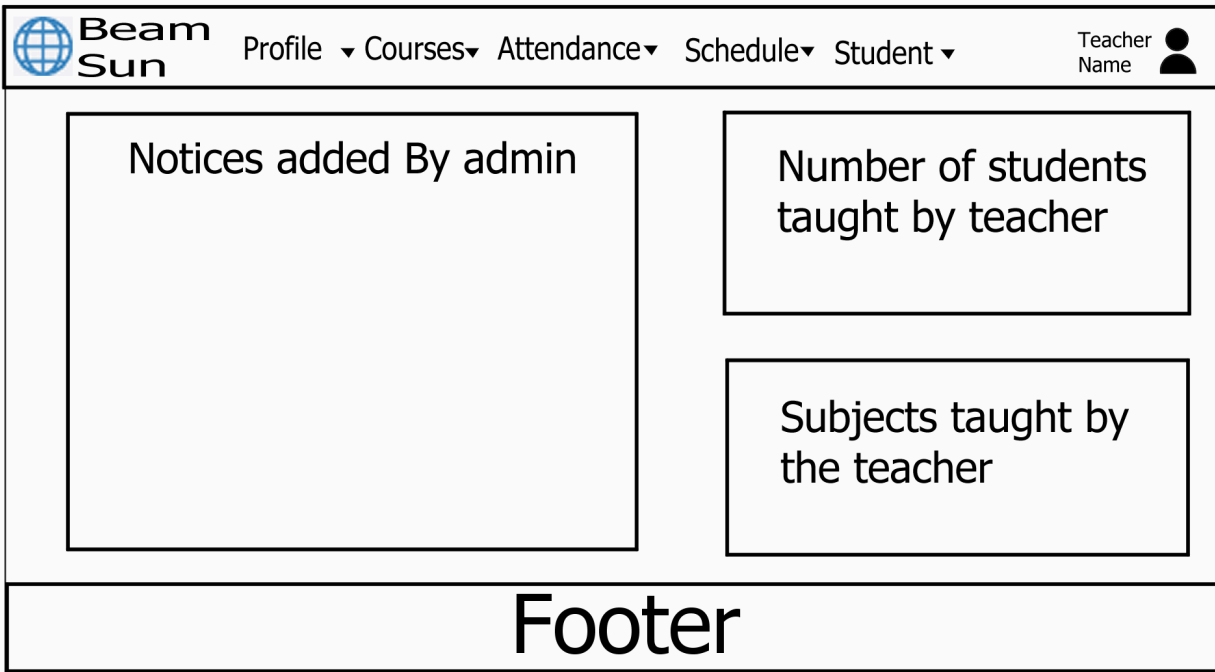 Beam
Sun
Profile Courses Attendance Schedule Student
Teacher
Name
Notices added By admin
Number of students
taught by teacher
Subjects taught by
the teacher
Footer